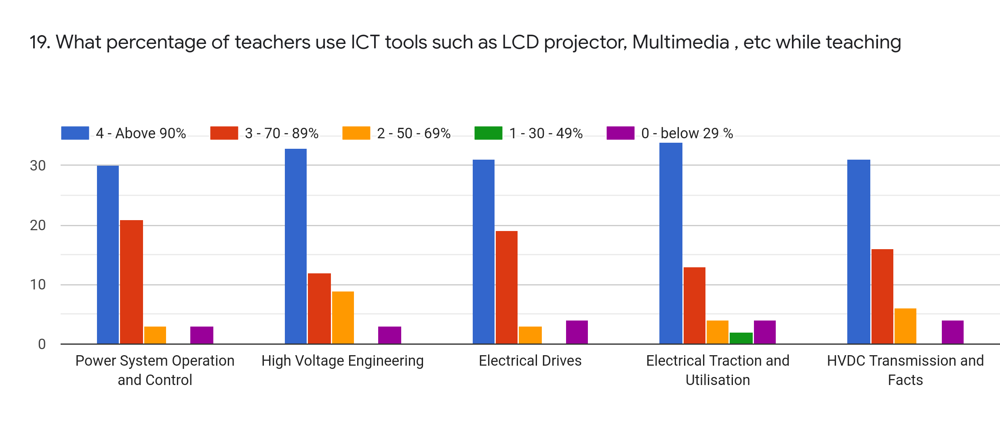 19. What percentage of teachers use ICT tools such as LCD projector, Multimedia , etc while teaching
4 - Above 90% 3 - 70 - 89% 2 - 50 - 69% 1 - 30 - 49% 0 - below 29 %
30
20
10
0
Power System Operation and Control
High Voltage Engineering
Electrical Drives
Electrical Traction and Utilisation
HVDC Transmission and Facts